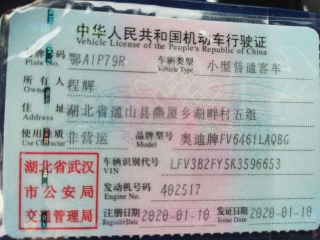 中华人民共和国机动车行驶证
Vehicle License of the People's Republic of China
号牌号码 鄂A1P79R 车辆类型 小型普通客车
Plate No. Vehicle Type
所有人 程辉
Owner
住址 湖北省通山县燕厦乡湖畔村五组
Address
使用性质 非营运 品牌型号 奥迪牌FV6461LAQBG
Use Character Model
湖北省武汉市公安局交通管理局
车辆识别代号 LFV3B2FY5K3596653
VIN
发动机号码 402517
Engine No.
注册日期 2020-01-10 发证日期 2020-01-10
Register Date Issue Date